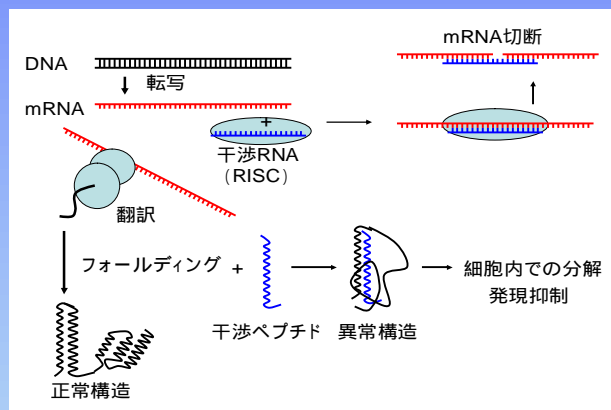 DNA
転写
mRNA
+
干渉RNA
(RISC)
mRNA切断
翻訳
フォールディング +
干渉ペプチド
異常構造
細胞内での分解
発現抑制
正常構造